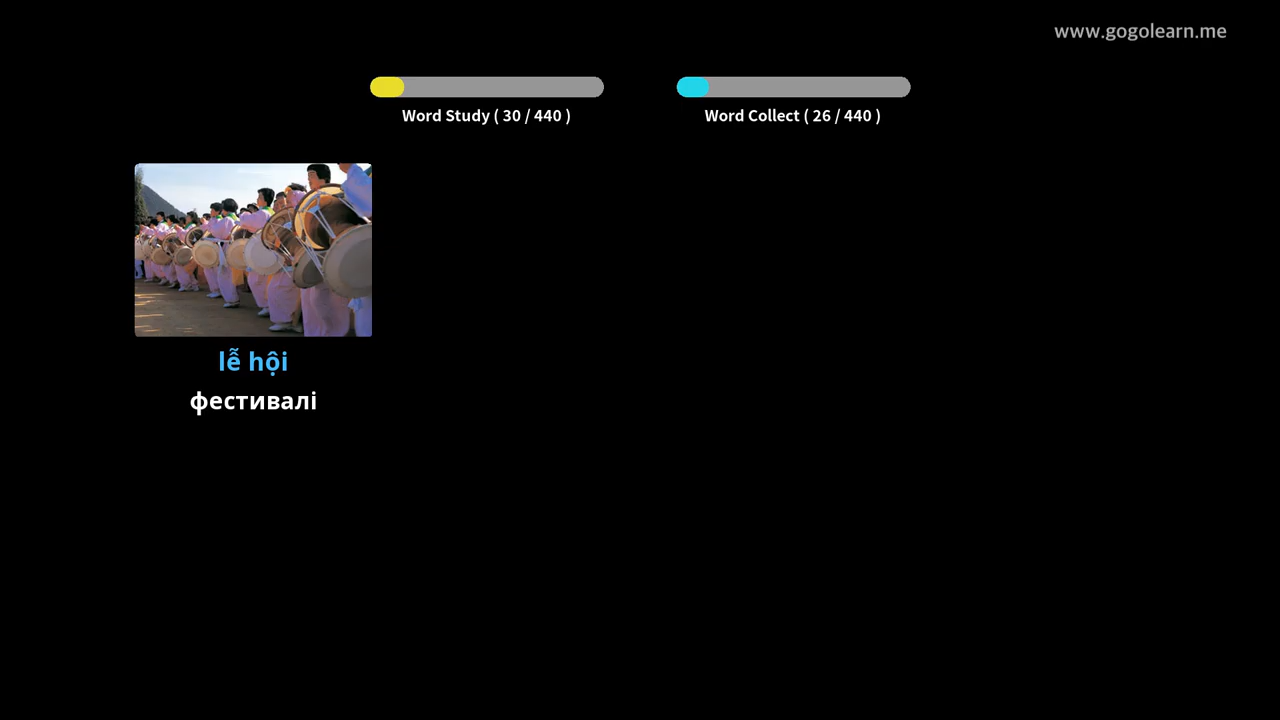 www.gogolearn.me
Word Study ( 30 / 440 )
Word Collect ( 26 / 440 )
lễ hội
фестивалі